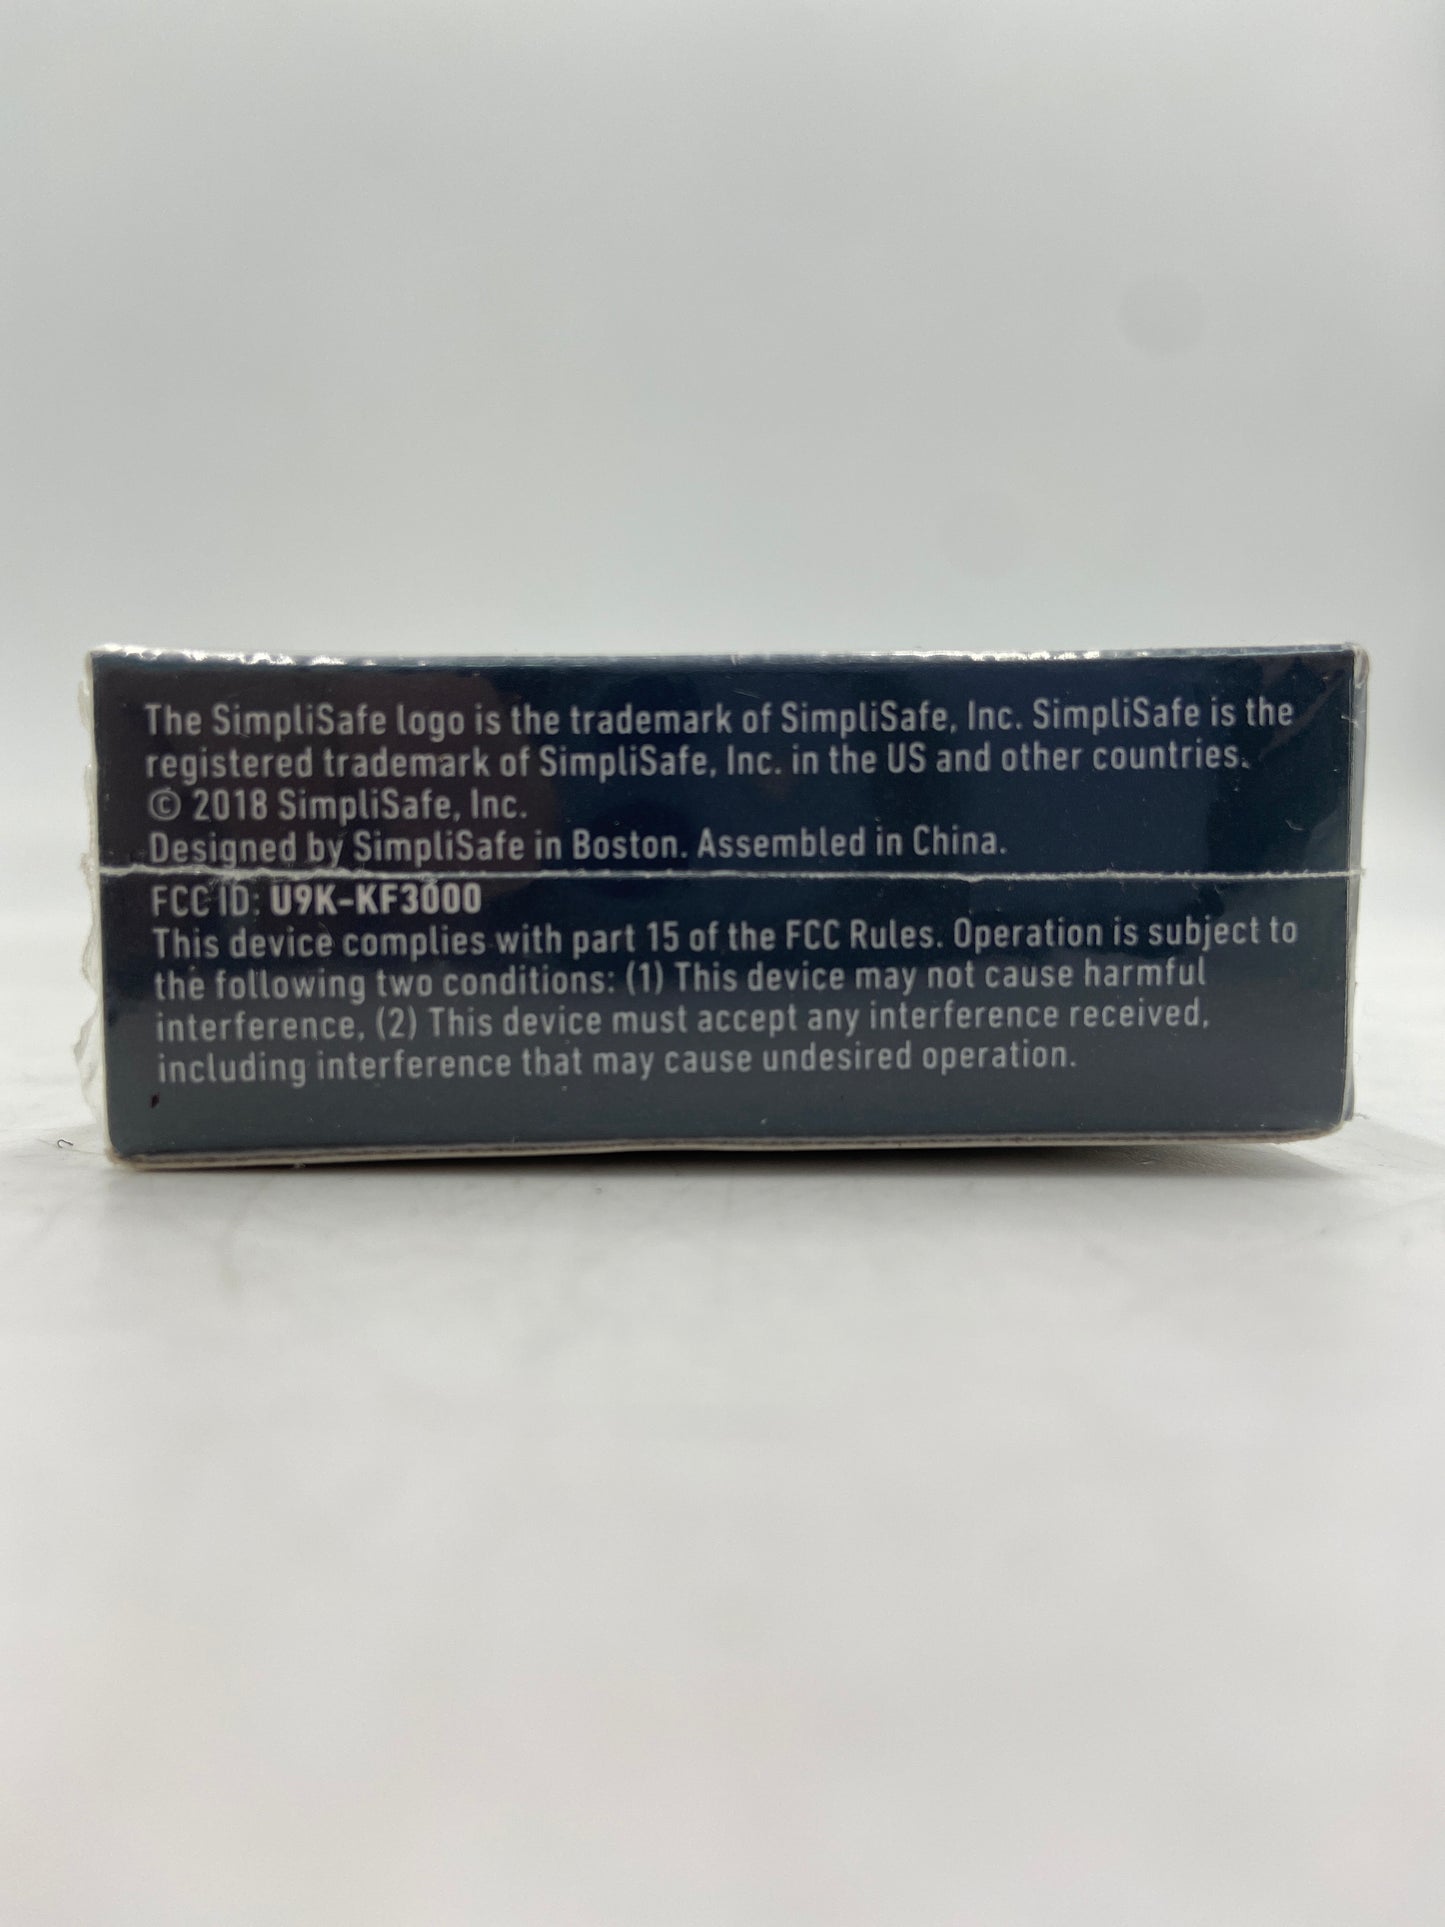 The SimpliSafe logo is the trademark of SimpliSafe, Inc. SimpliSafe is the
registered trademark of SimpliSafe, Inc. in the US and other countries.
© 2018 SimpliSafe, Inc.
Designed by SimpliSafe in Boston. Assembled in China.
FCC ID: U9K-KF3000
This device complies with part 15 of the FCC Rules. Operation is subject to
the following two conditions: (1) This device may not cause harmful
interference, (2) This device must accept any interference received,
including interference that may cause undesired operation.